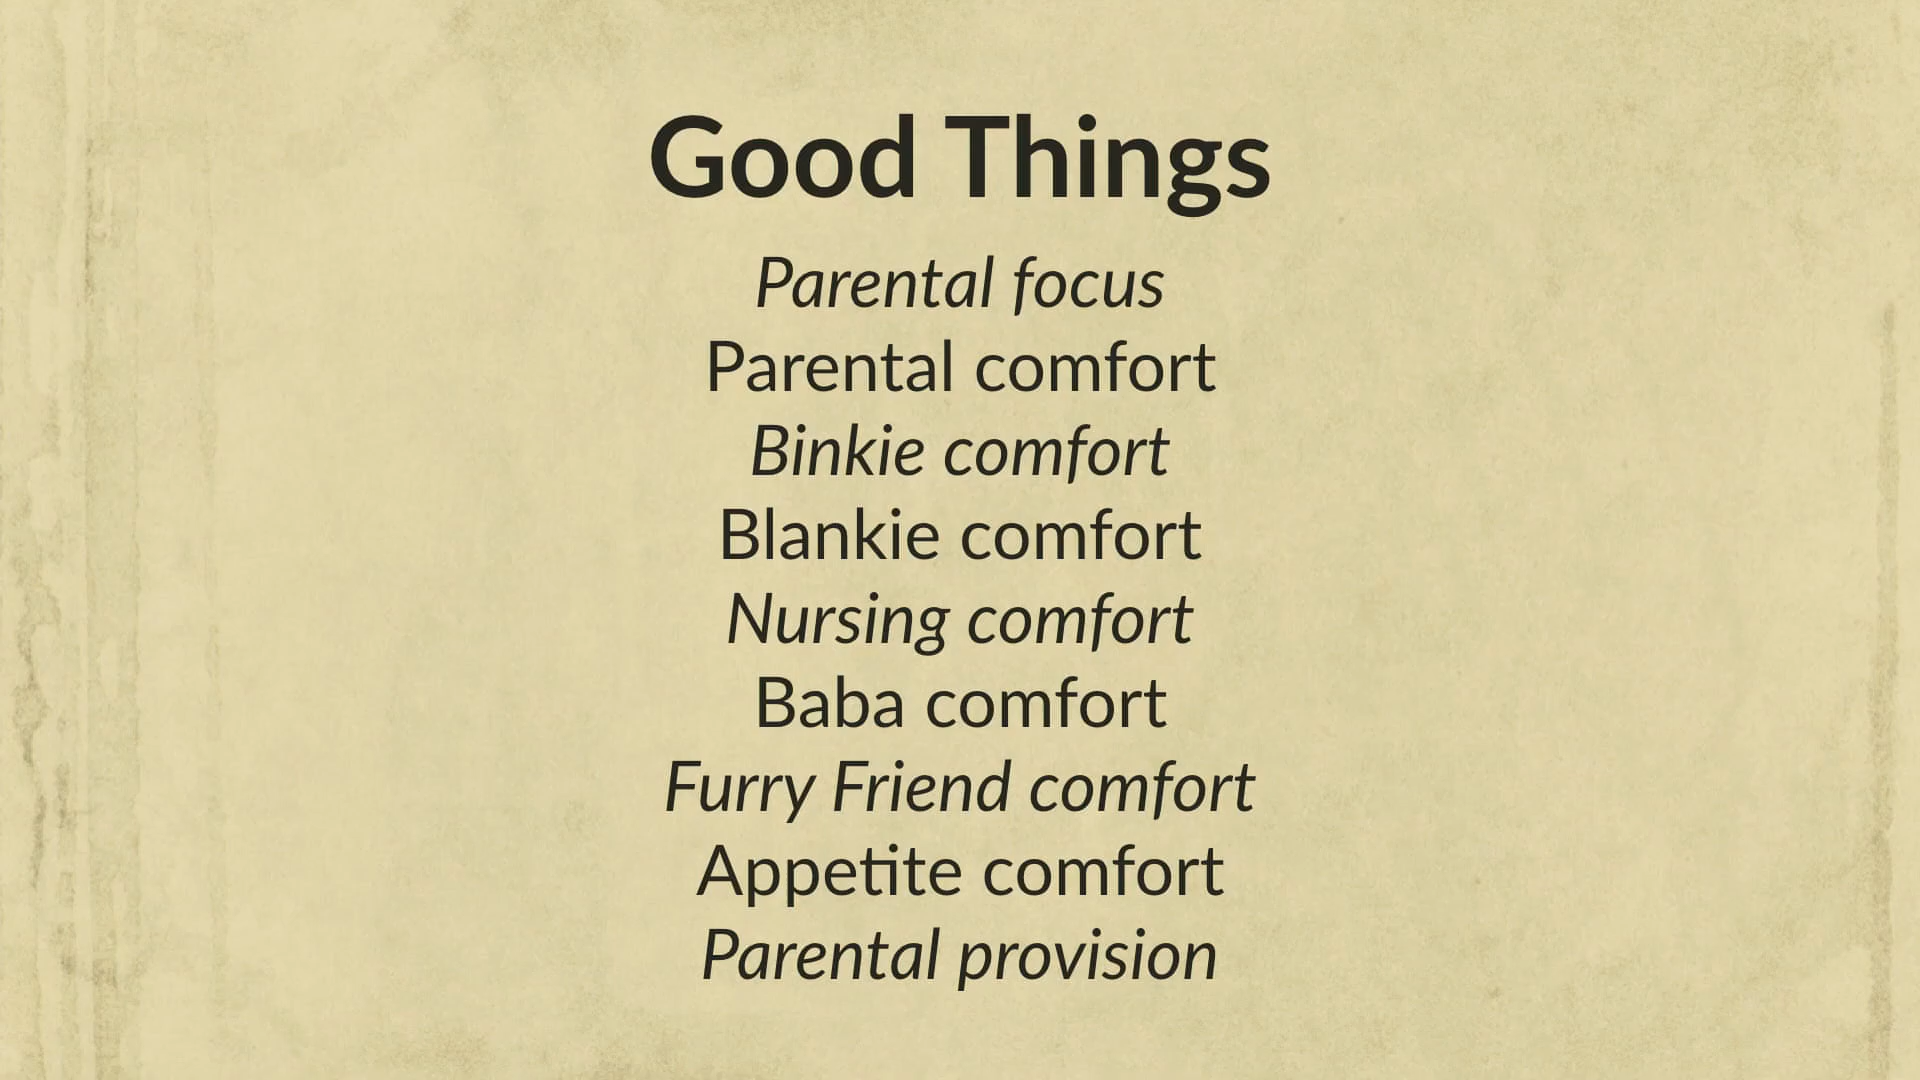 Good Things
Parental focus
Parental comfort
Binkie comfort
Blankie comfort
Nursing comfort
Baba comfort
Furry Friend comfort
Appetite comfort
Parental provision